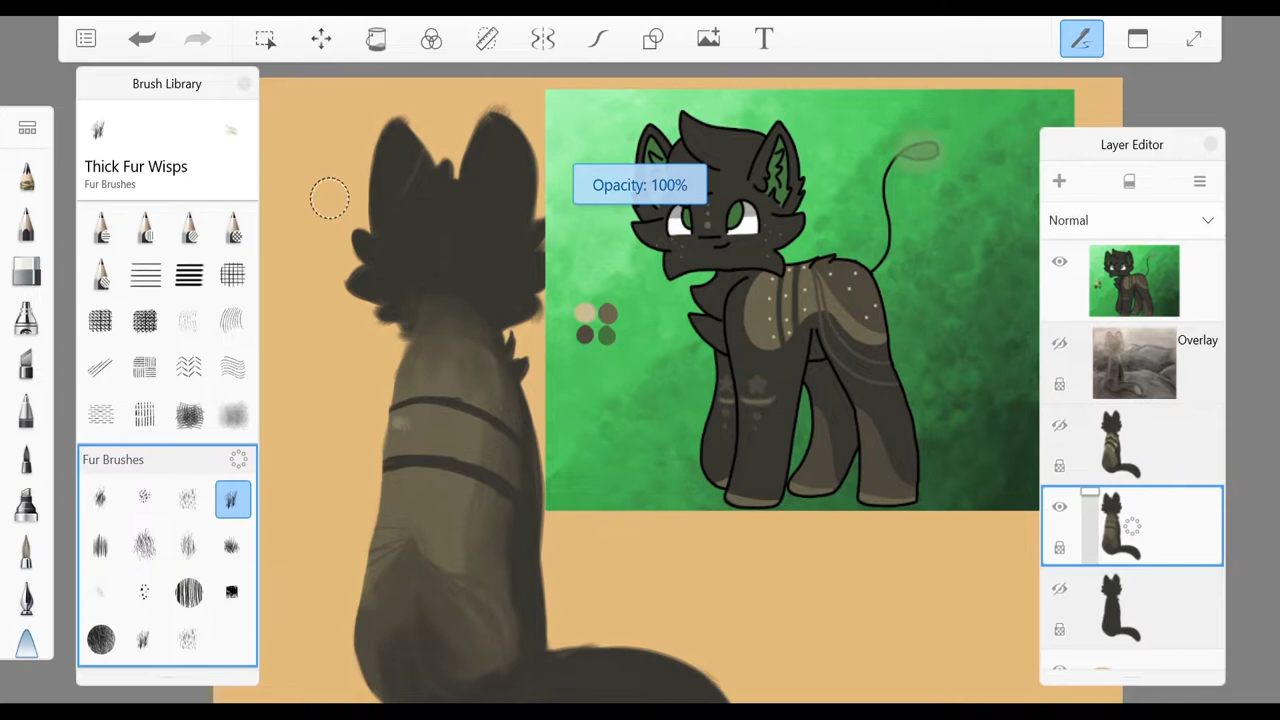 T
Brush Library
Thick Fur Wisps
Fur Brushes
Fur Brushes
Opacity: 100%
Layer Editor
Normal
Overlay